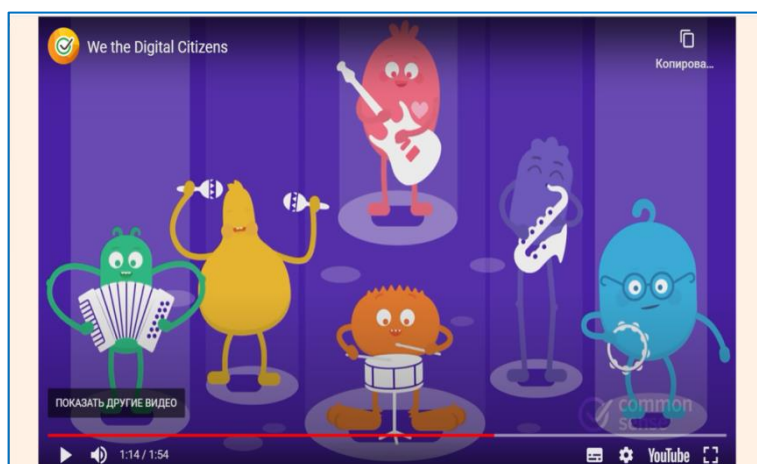 We the Digital Citizens
Копирова...
ПОКАЗАТЬ ДРУГИЕ ВИДЕО
common
sense
1:14 / 1:54
YouTube